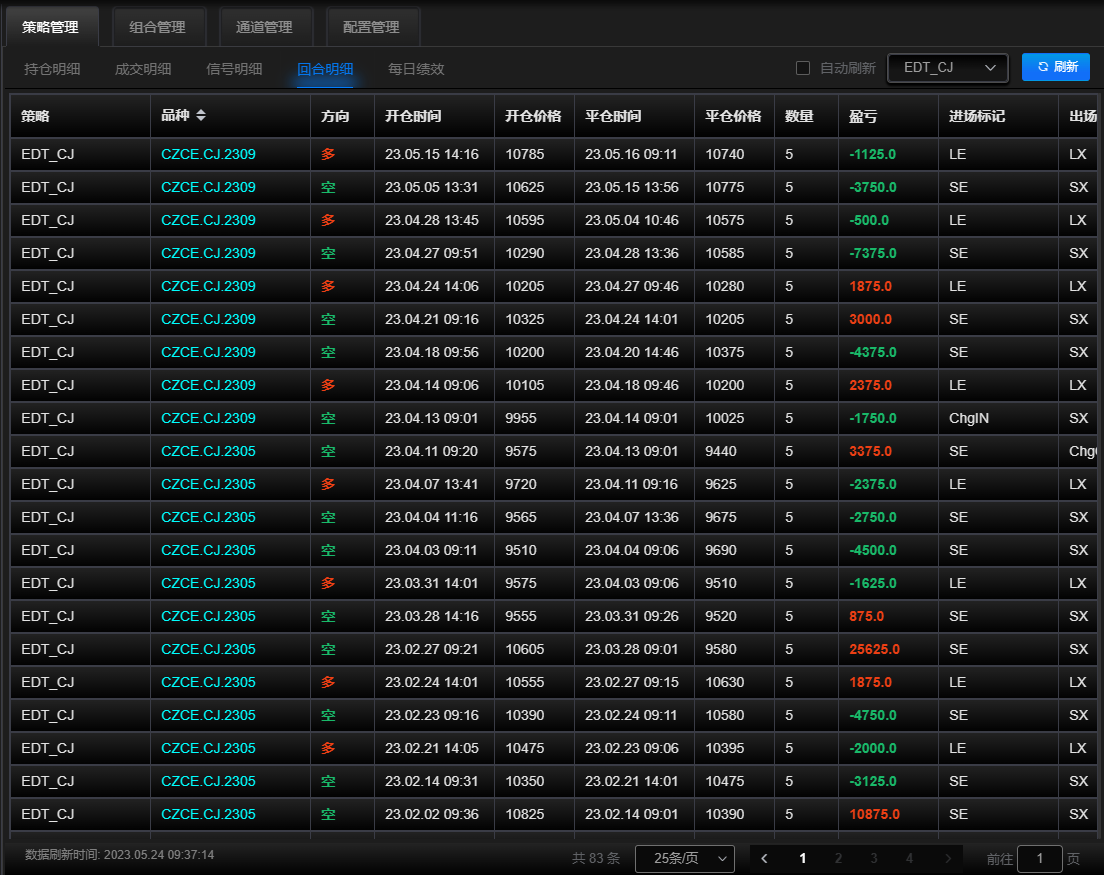 策略管理 组合管理 通道管理 配置管理
持仓明细 成交明细 信号明细 回合明细 每日绩效 自动刷新 EDT_CJ 刷新
策略 品种 方向 开仓时间 开仓价格 平仓时间 平仓价格 数量 盈亏 进场标记 出场
EDT_CJ CZCE.CJ.2309 多 23.05.15 14:16 10785 23.05.16 09:11 10740 5 -1125.0 LE LX
EDT_CJ CZCE.CJ.2309 空 23.05.05 13:31 10625 23.05.15 13:56 10775 5 -3750.0 SE SX
EDT_CJ CZCE.CJ.2309 多 23.04.28 13:45 10595 23.05.04 10:46 10575 5 -500.0 LE LX
EDT_CJ CZCE.CJ.2309 空 23.04.27 09:51 10290 23.04.28 13:36 10585 5 -7375.0 SE SX
EDT_CJ CZCE.CJ.2309 多 23.04.24 14:06 10205 23.04.27 09:46 10280 5 1875.0 LE LX
EDT_CJ CZCE.CJ.2309 空 23.04.21 09:16 10325 23.04.24 14:01 10205 5 3000.0 SE SX
EDT_CJ CZCE.CJ.2309 空 23.04.18 09:56 10200 23.04.20 14:46 10375 5 -4375.0 SE SX
EDT_CJ CZCE.CJ.2309 多 23.04.14 09:06 10105 23.04.18 09:46 10200 5 2375.0 LE LX
EDT_CJ CZCE.CJ.2309 空 23.04.13 09:01 9955 23.04.14 09:01 10025 5 -1750.0 ChgIN SX
EDT_CJ CZCE.CJ.2305 空 23.04.11 09:20 9575 23.04.13 09:01 9440 5 3375.0 SE Chg
EDT_CJ CZCE.CJ.2305 多 23.04.07 13:41 9720 23.04.11 09:16 9625 5 -2375.0 LE LX
EDT_CJ CZCE.CJ.2305 空 23.04.04 11:16 9565 23.04.07 13:36 9675 5 -2750.0 SE SX
EDT_CJ CZCE.CJ.2305 空 23.04.03 09:11 9510 23.04.04 09:06 9690 5 -4500.0 SE SX
EDT_CJ CZCE.CJ.2305 多 23.03.31 14:01 9575 23.04.03 09:06 9510 5 -1625.0 LE LX
EDT_CJ CZCE.CJ.2305 空 23.03.28 14:16 9555 23.03.31 09:26 9520 5 875.0 SE SX
EDT_CJ CZCE.CJ.2305 空 23.02.27 09:21 10605 23.03.28 09:01 9580 5 25625.0 SE SX
EDT_CJ CZCE.CJ.2305 多 23.02.24 14:01 10555 23.02.27 09:15 10630 5 1875.0 LE LX
EDT_CJ CZCE.CJ.2305 空 23.02.23 09:16 10390 23.02.24 09:11 10580 5 -4750.0 SE SX
EDT_CJ CZCE.CJ.2305 多 23.02.21 14:05 10475 23.02.23 09:06 10395 5 -2000.0 LE LX
EDT_CJ CZCE.CJ.2305 空 23.02.14 09:31 10350 23.02.21 14:01 10475 5 -3125.0 SE SX
EDT_CJ CZCE.CJ.2305 空 23.02.02 09:36 10825 23.02.14 09:01 10390 5 10875.0 SE SX
数据刷新时间: 2023.05.24 09:37:14 共 83 条 25条/页 1 2 3 4 前往 1 页